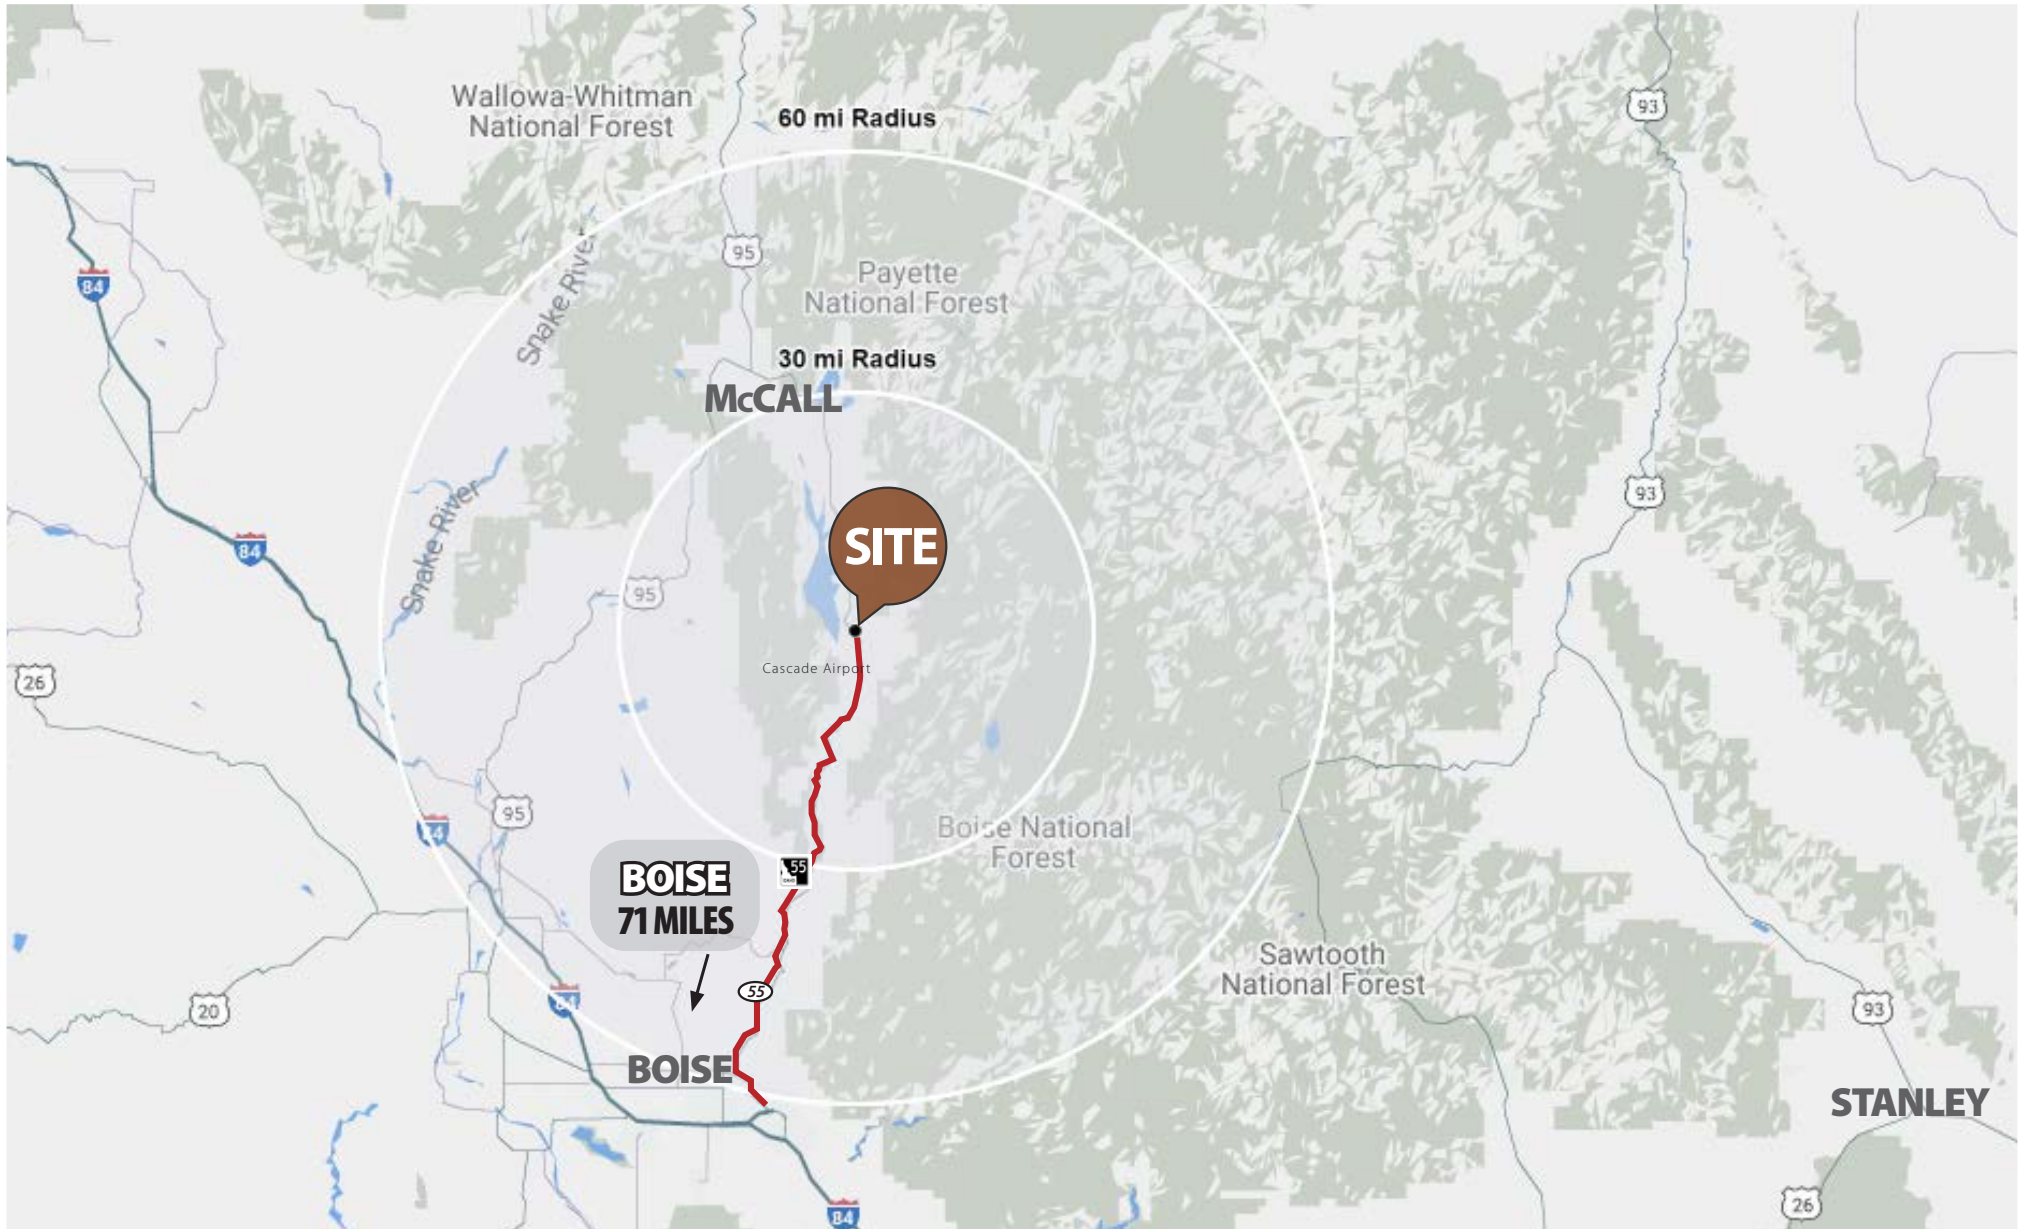 Wallowa-Whitman
National Forest
60 mi Radius
93
Snake River
95
84
Payette
National Forest
30 mi Radius
McCALL
Snake River
93
SITE
84
95
Cascade Airport
26
95
84
Boise National
Forest
55
BOISE
71 MILES
Sawtooth
National Forest
55
84
20
93
BOISE
STANLEY
26
84